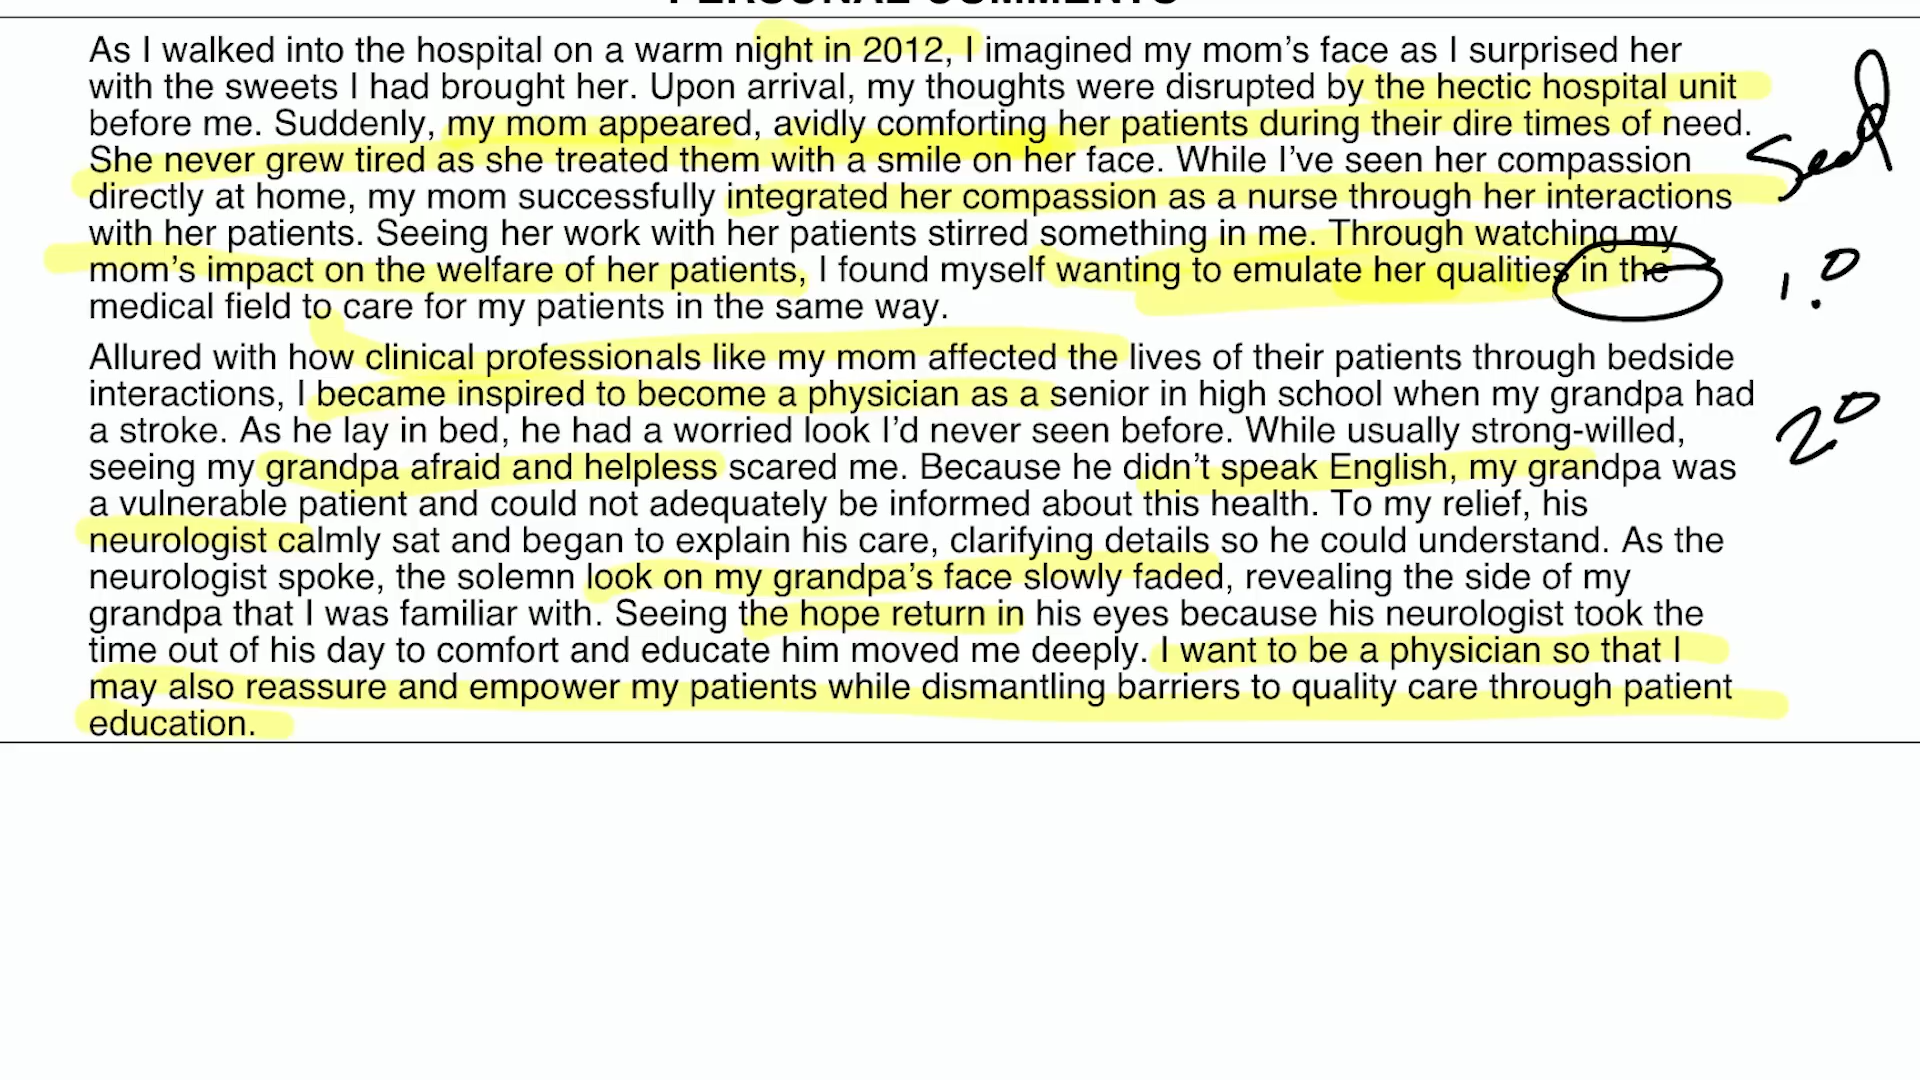 PERSONAL COMMENTS
As I walked into the hospital on a warm night in 2012, I imagined my mom’s face as I surprised her
with the sweets I had brought her. Upon arrival, my thoughts were disrupted by the hectic hospital unit
before me. Suddenly, my mom appeared, avidly comforting her patients during their dire times of need.
She never grew tired as she treated them with a smile on her face. While I’ve seen her compassion
directly at home, my mom successfully integrated her compassion as a nurse through her interactions
with her patients. Seeing her work with her patients stirred something in me. Through watching my
mom’s impact on the welfare of her patients, I found myself wanting to emulate her qualities in the
medical field to care for my patients in the same way.
Allured with how clinical professionals like my mom affected the lives of their patients through bedside
interactions, I became inspired to become a physician as a senior in high school when my grandpa had
a stroke. As he lay in bed, he had a worried look I’d never seen before. While usually strong-willed,
seeing my grandpa afraid and helpless scared me. Because he didn’t speak English, my grandpa was
a vulnerable patient and could not adequately be informed about this health. To my relief, his
neurologist calmly sat and began to explain his care, clarifying details so he could understand. As the
neurologist spoke, the solemn look on my grandpa’s face slowly faded, revealing the side of my
grandpa that I was familiar with. Seeing the hope return in his eyes because his neurologist took the
time out of his day to comfort and educate him moved me deeply. I want to be a physician so that I
may also reassure and empower my patients while dismantling barriers to quality care through patient
education.
Seed
1.0
20